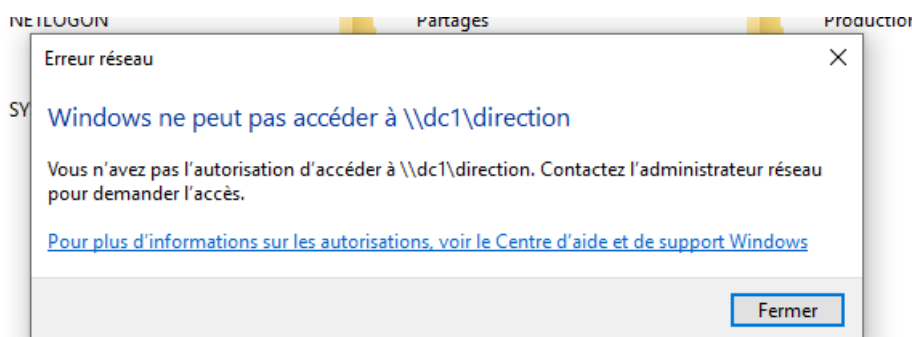 NETLOGON Partages Production
Erreur réseau
SY
Windows ne peut pas accéder à \\dc1\direction
Vous n’avez pas l’autorisation d’accéder à \\dc1\direction. Contactez l’administrateur réseau
pour demander l’accès.
Pour plus d’informations sur les autorisations, voir le Centre d’aide et de support Windows
Fermer